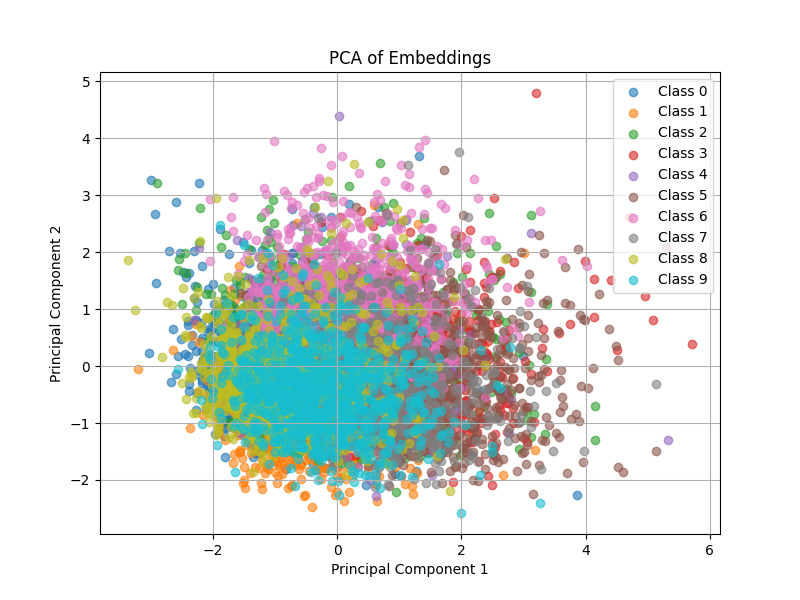 PCA of Embeddings
5
4
3
2
1
0
−1
−2
Principal Component 2
−2
0
2
4
6
Principal Component 1
Class 0
Class 1
Class 2
Class 3
Class 4
Class 5
Class 6
Class 7
Class 8
Class 9